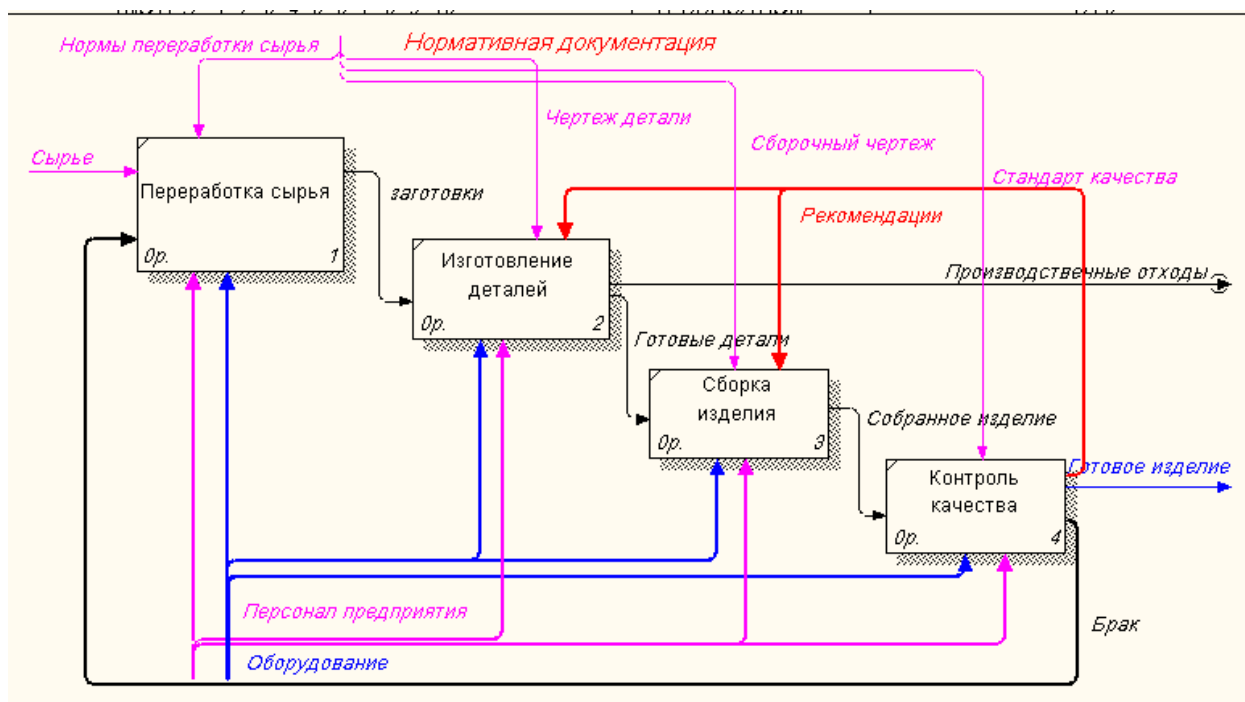 Нормы переработки сырья
Нормативная документация
Чертеж детали
Сборочный чертеж
Сырье
Стандарт качества
Переработка сырья
заготовки
Рекомендации
0р. 1
Изготовление
деталей
0р. 2
Производственные отходы
Готовые детали
Сборка
изделия
0р. 3
Собранное изделие
Готовое изделие
Контроль
качества
0р. 4
Персонал предприятия
Брак
Оборудование